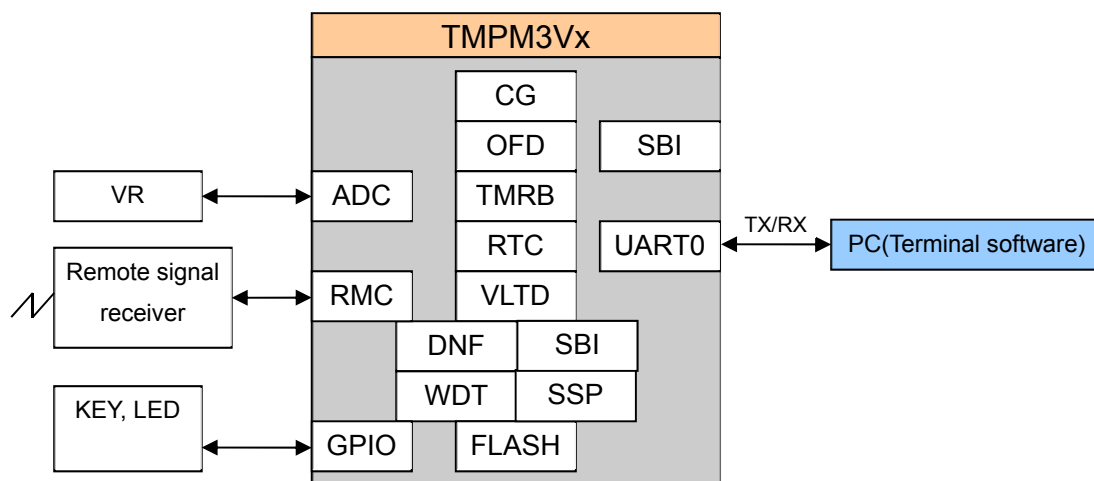 TMPM3Vx
CG
OFD
SBI
VR
ADC
TMRB
RTC
UART0
TX/RX
PC(Terminal software)
Remote signal
receiver
RMC
VLTD
DNF
SBI
WDT
SSP
KEY, LED
GPIO
FLASH